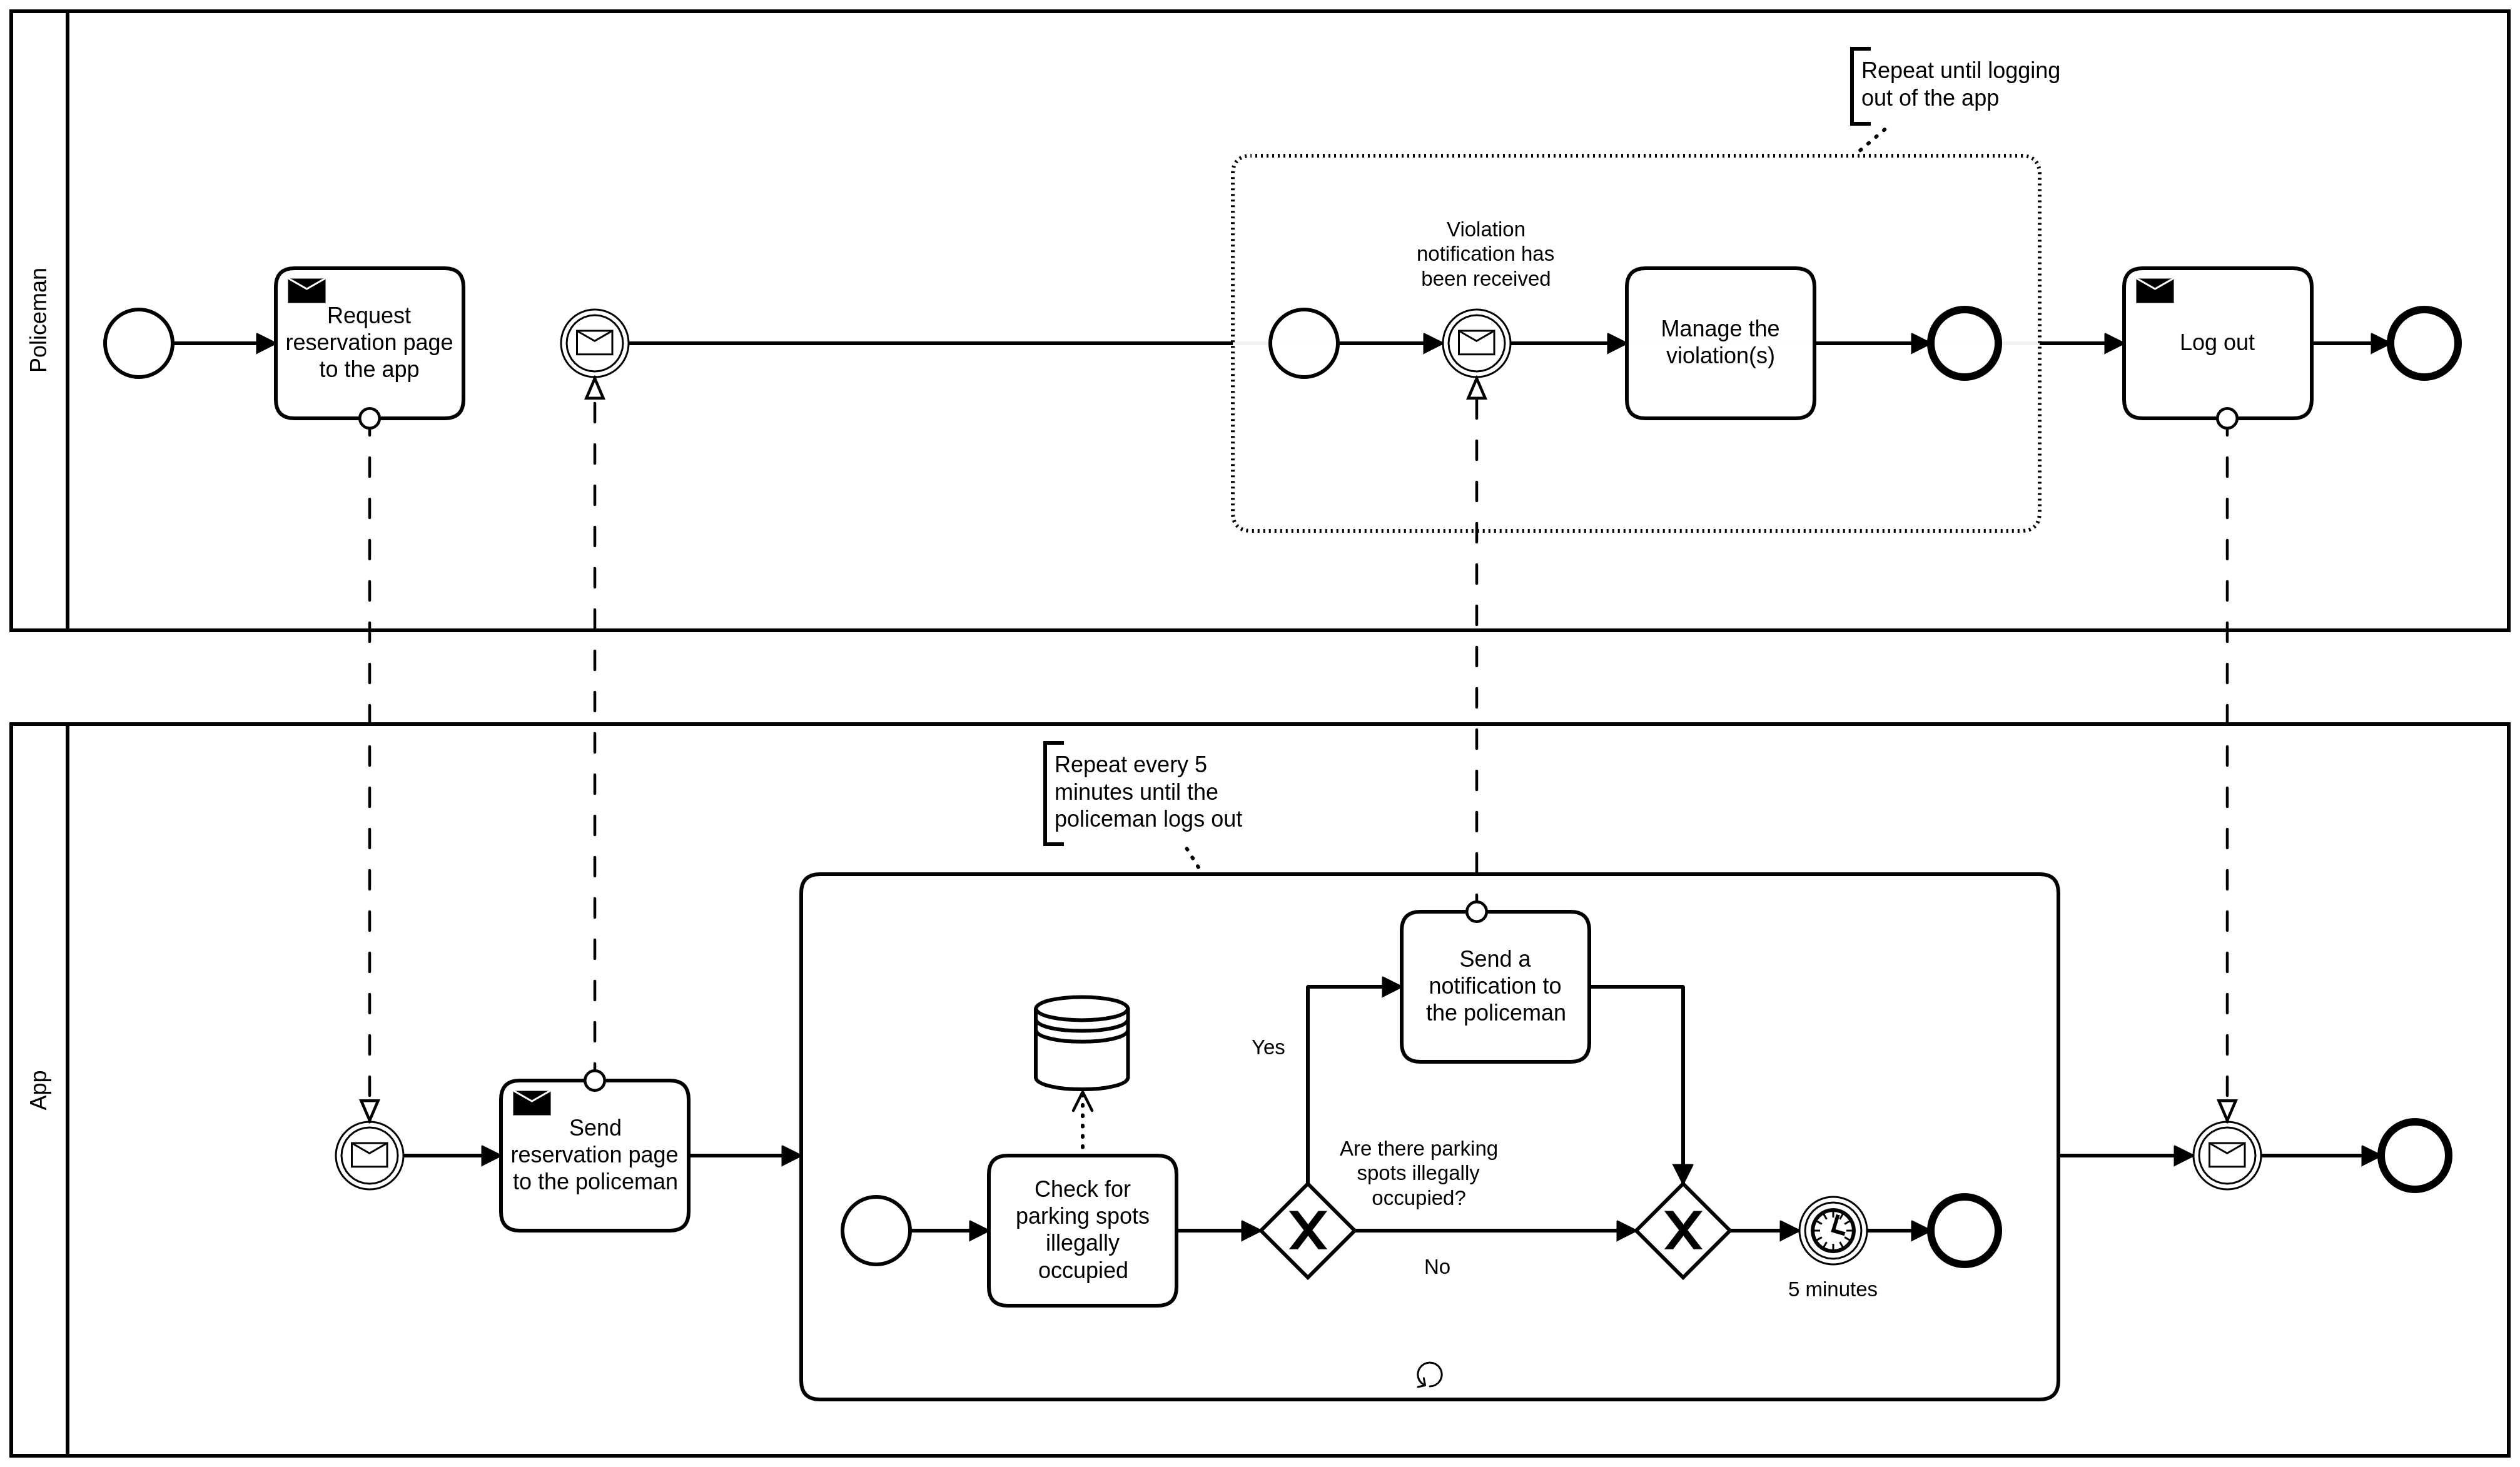 Policeman
Repeat until logging
out of the app
Violation
notification has
been received
Request
reservation page
to the app
Manage the
violation(s)
Log out
App
Repeat every 5
minutes until the
policeman logs out
Send a
notification to
the policeman
Yes
Send
reservation page
to the policeman
Are there parking
spots illegally
occupied?
Check for
parking spots
illegally
occupied
No
5 minutes